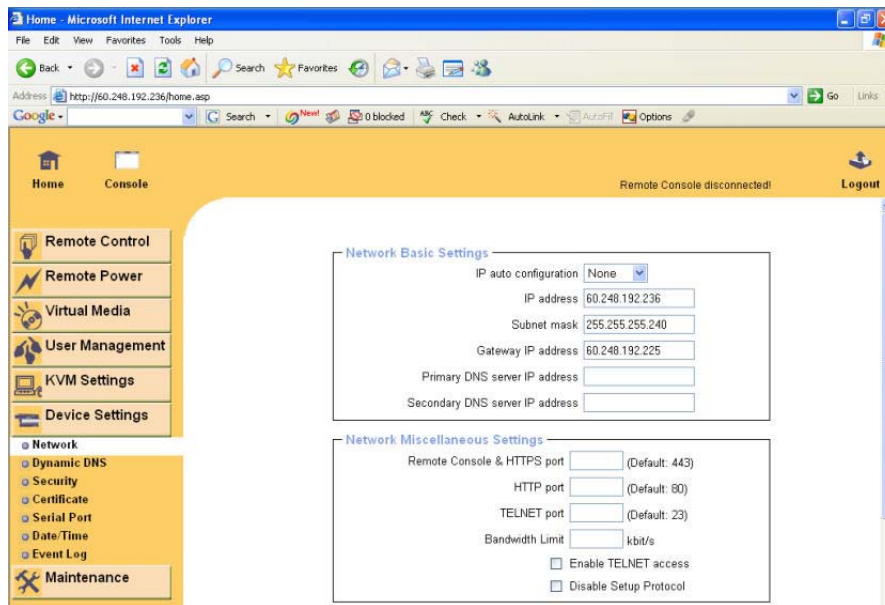 Home - Microsoft Internet Explorer
File Edit View Favorites Tools Help
Back Search Favorites
Address http://60.248.192.236/home.asp Go Links
Google Search New! 0 blocked ABC Check AutoLink AutoFill Options
Home Console Remote Console disconnected! Logout
Remote Control
Remote Power
Virtual Media
User Management
KVM Settings
Device Settings
Network
Dynamic DNS
Security
Certificate
Serial Port
Date/Time
Event Log
Maintenance
Network Basic Settings
IP auto configuration None
IP address 60.248.192.236
Subnet mask 255.255.255.240
Gateway IP address 60.248.192.225
Primary DNS server IP address
Secondary DNS server IP address
Network Miscellaneous Settings
Remote Console & HTTPS port (Default: 443)
HTTP port (Default: 80)
TELNET port (Default: 23)
Bandwidth Limit kbit/s
Enable TELNET access
Disable Setup Protocol